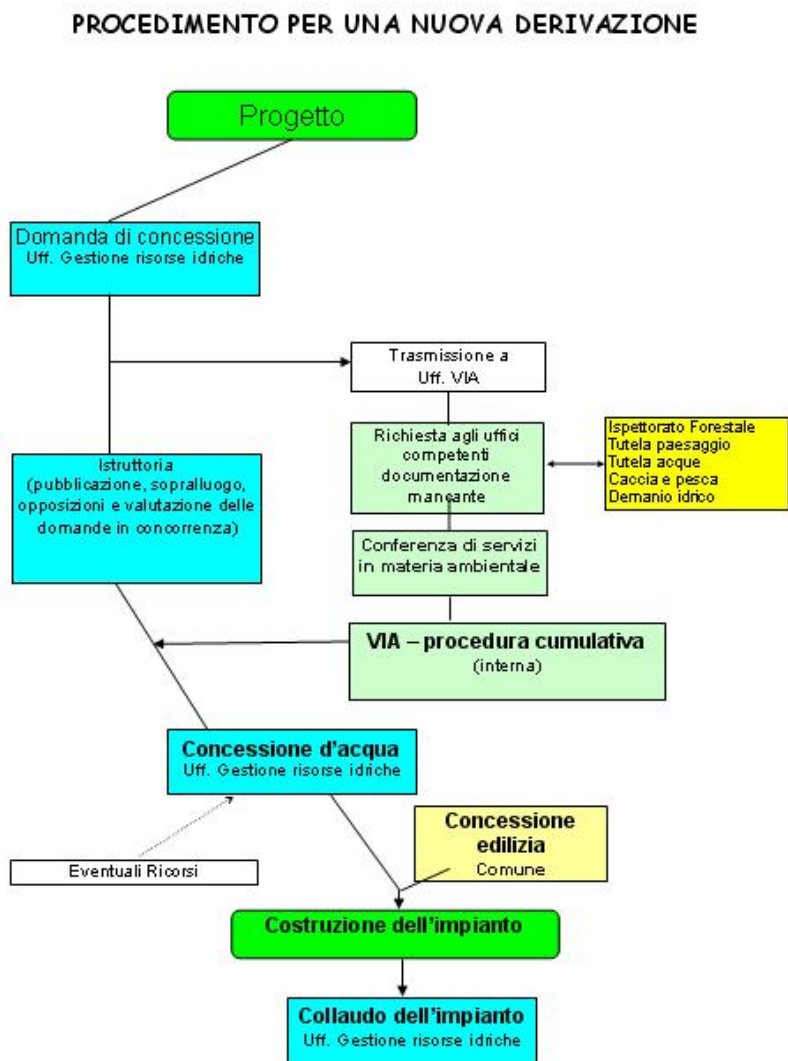 PROCEDIMENTO PER UNA NUOVA DERIVAZIONE
Progetto
Domanda di concessione
Uff. Gestione risorse idriche
Trasmissione a
Uff. VIA
Richiesta agli uffici
competenti
documentazione
mancante
Ispettorato Forestale
Tutela paesaggio
Tutela acque
Caccia e pesca
Demanio idrico
Istruttoria
(pubblicazione, sopralluogo,
opposizioni e valutazione delle
domande in concorrenza)
Conferenza di servizi
in materia ambientale
VIA – procedura cumulativa
(interna)
Concessione d'acqua
Uff. Gestione risorse idriche
Concessione
edilizia
Comune
Eventuali Ricorsi
Costruzione dell'impianto
Collaudo dell'impianto
Uff. Gestione risorse idriche